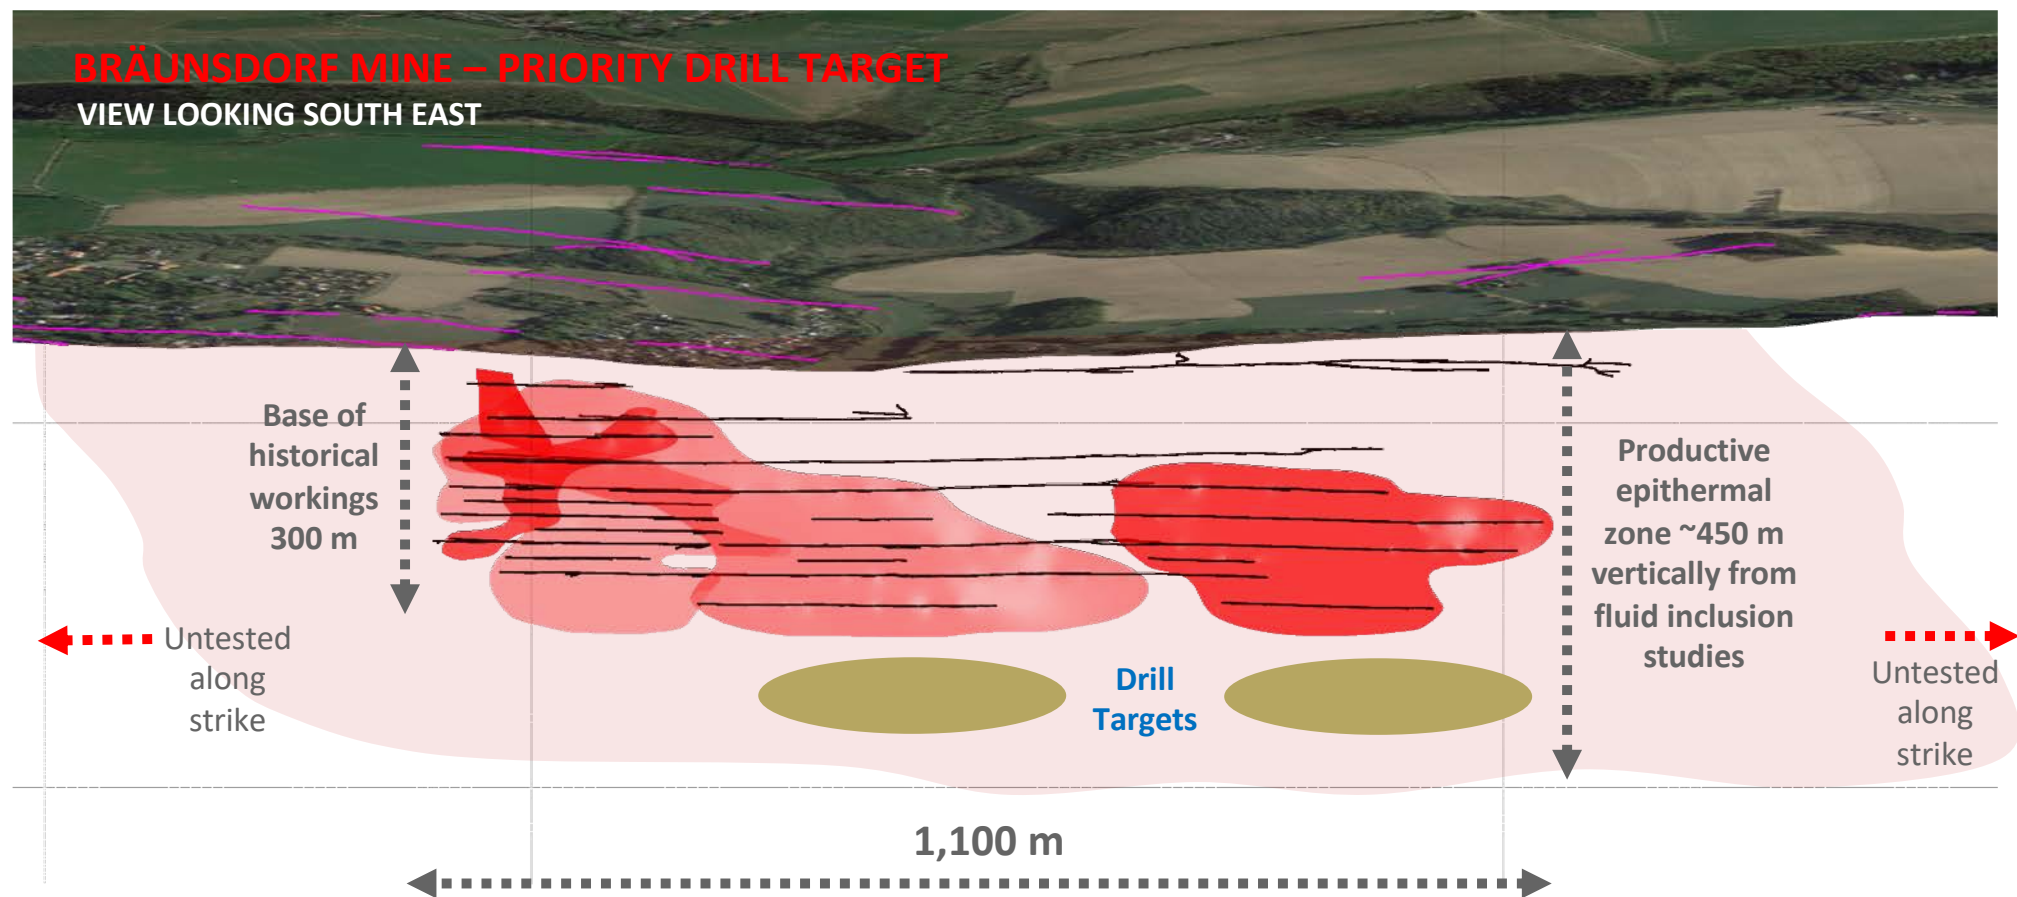 BRÄUNSDORF MINE – PRIORITY DRILL TARGET
VIEW LOOKING SOUTH EAST
Base of
historical
workings
300 m
Productive
epithermal
zone ~450 m
vertically from
fluid inclusion
studies
Untested
along
strike
Drill
Targets
Untested
along
strike
1,100 m